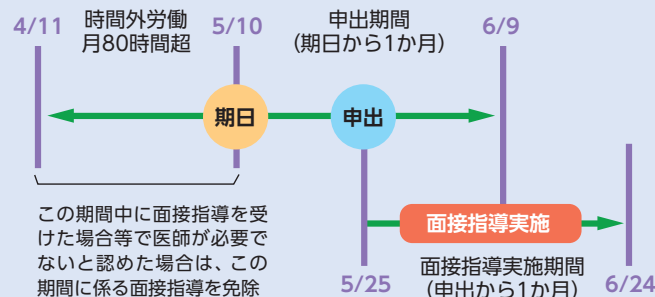 4/11
時間外労働
月80時間超
5/10
申出期間
（期日から1か月）
6/9
期日
申出
この期間中に面接指導を受
けた場合等で医師が必要で
ないと認めた場合は、この
期間に係る面接指導を免除
面接指導実施
5/25
面接指導実施期間
（申出から1か月）
6/24